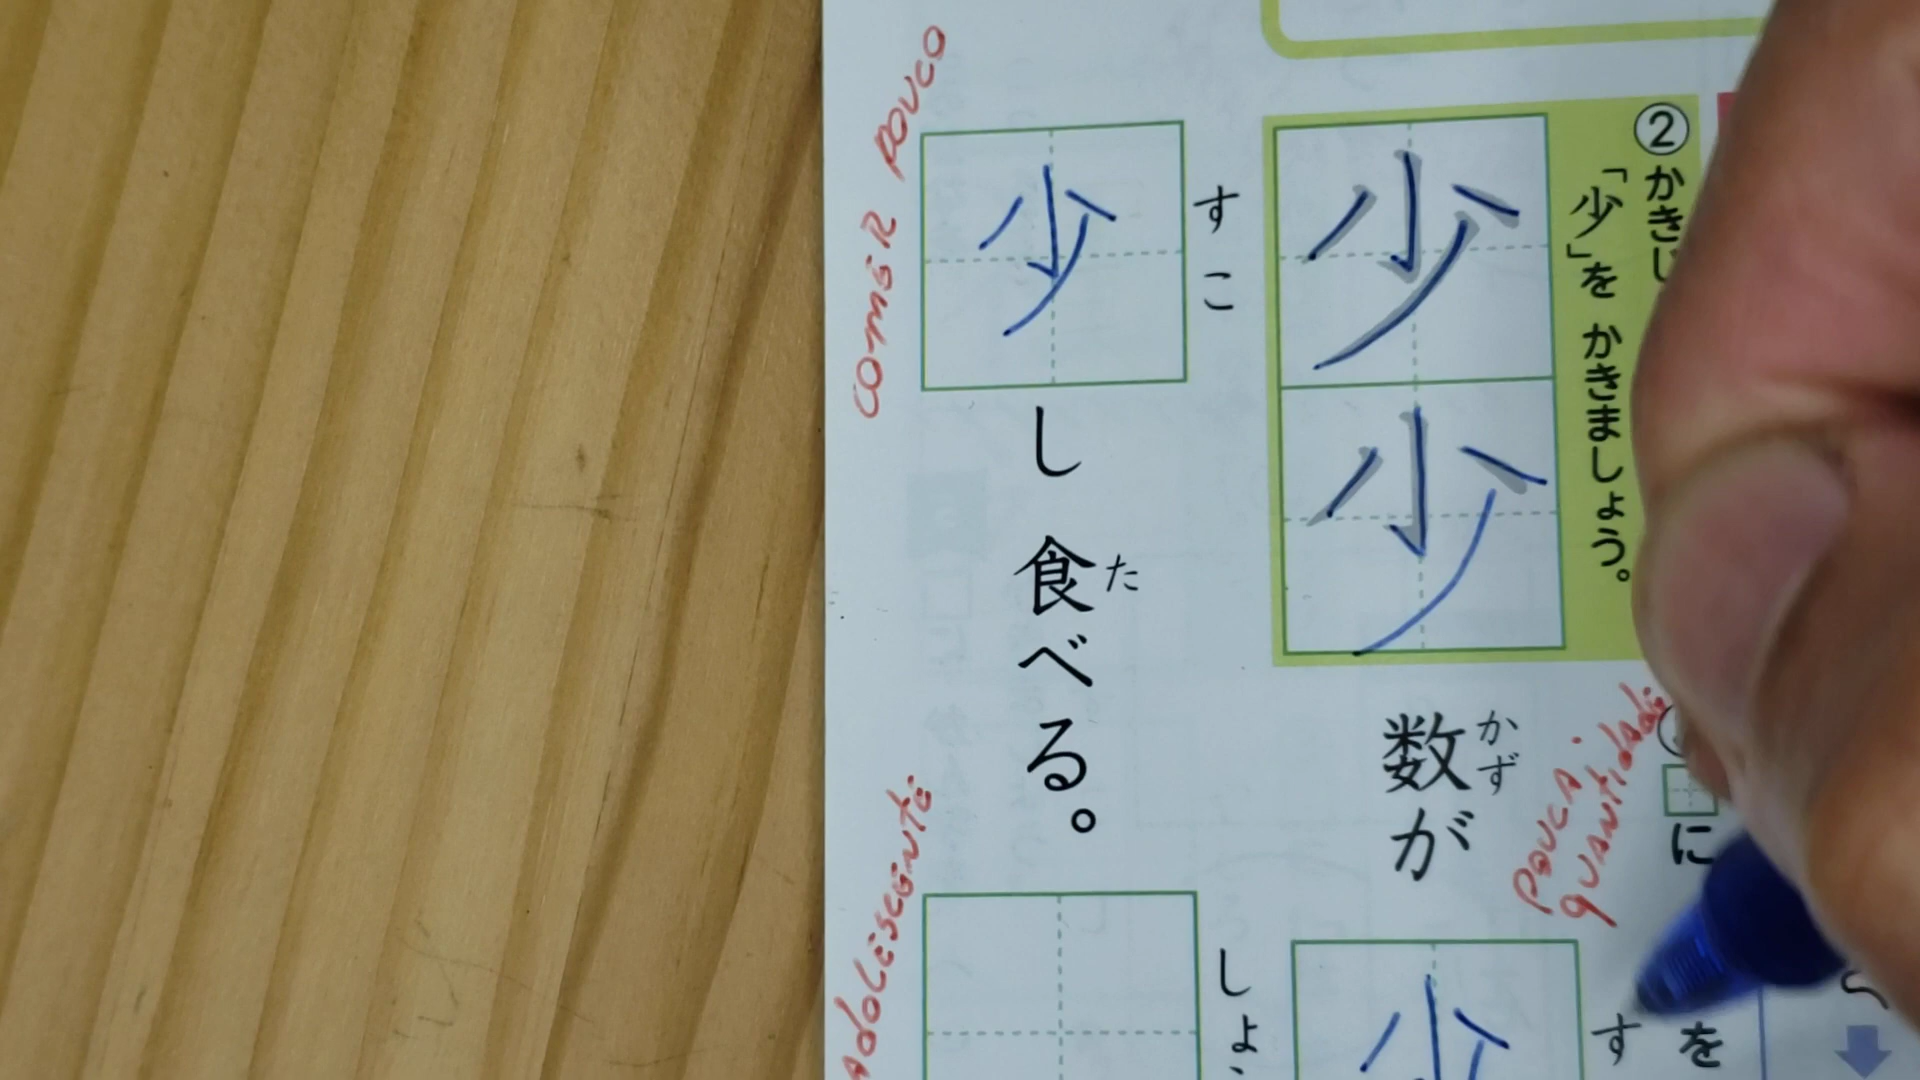 ②かきじ
「少」を かきましょう。
少少
に
を
かず
数が
す
少
POUCA
QUANTIDADE
すこ
少し食べる。
た
COMER POUCO
しょ
ADOLESCENTE